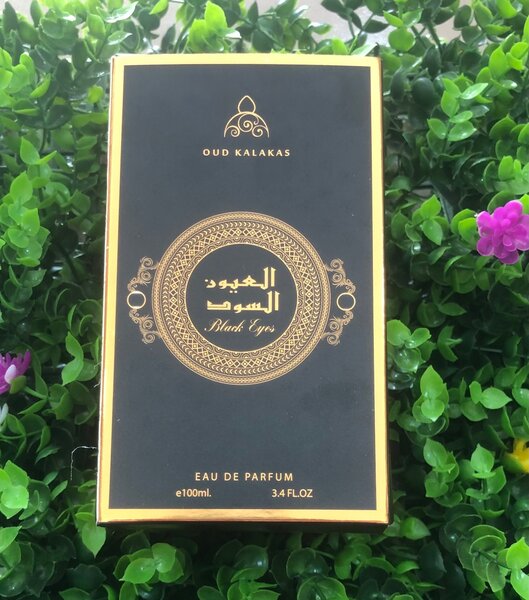 OUD KALAKAS
العيون
السود
Black Eyes
EAU DE PARFUM
e100ml. 3.4 FL.OZ